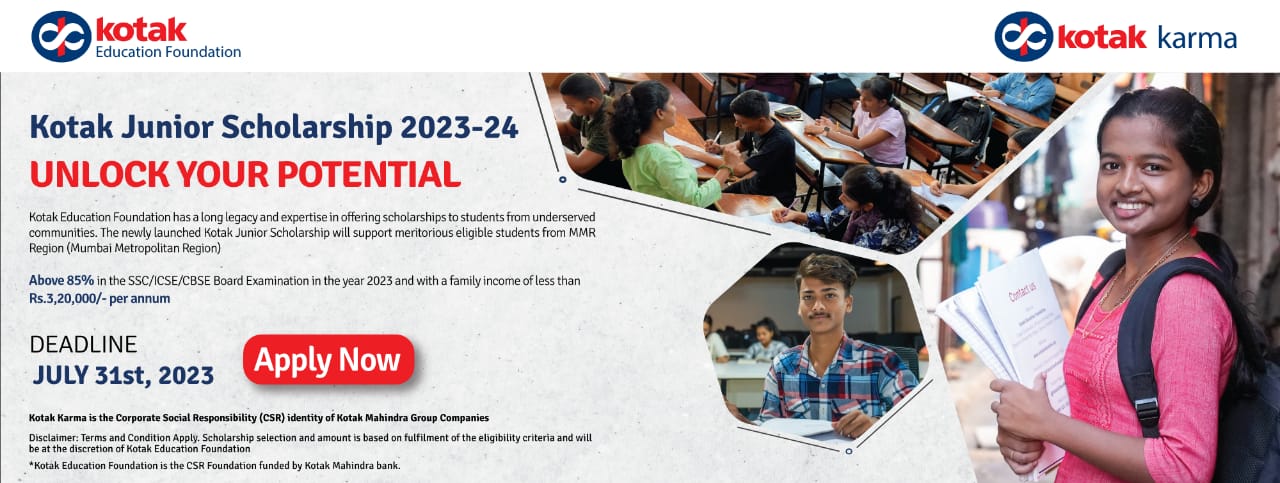 kotak
Education Foundation
kotak karma
Kotak Junior Scholarship 2023-24
UNLOCK YOUR POTENTIAL
Kotak Education Foundation has a long legacy and expertise in offering scholarships to students from underserved
communities. The newly launched Kotak Junior Scholarship will support meritorious eligible students from MMR
Region (Mumbai Metropolitan Region)
Above 85% in the SSC/ICSE/CBSE Board Examination in the year 2023 and with a family income of less than
Rs.3,20,000/- per annum
DEADLINE
JULY 31st, 2023
Apply Now
Kotak Karma is the Corporate Social Responsibility (CSR) identity of Kotak Mahindra Group Companies
Disclaimer: Terms and Condition Apply. Scholarship selection and amount is based on fulfilment of the eligibility criteria and will
be at the discretion of Kotak Education Foundation
*Kotak Education Foundation is the CSR Foundation funded by Kotak Mahindra bank.
Contact us